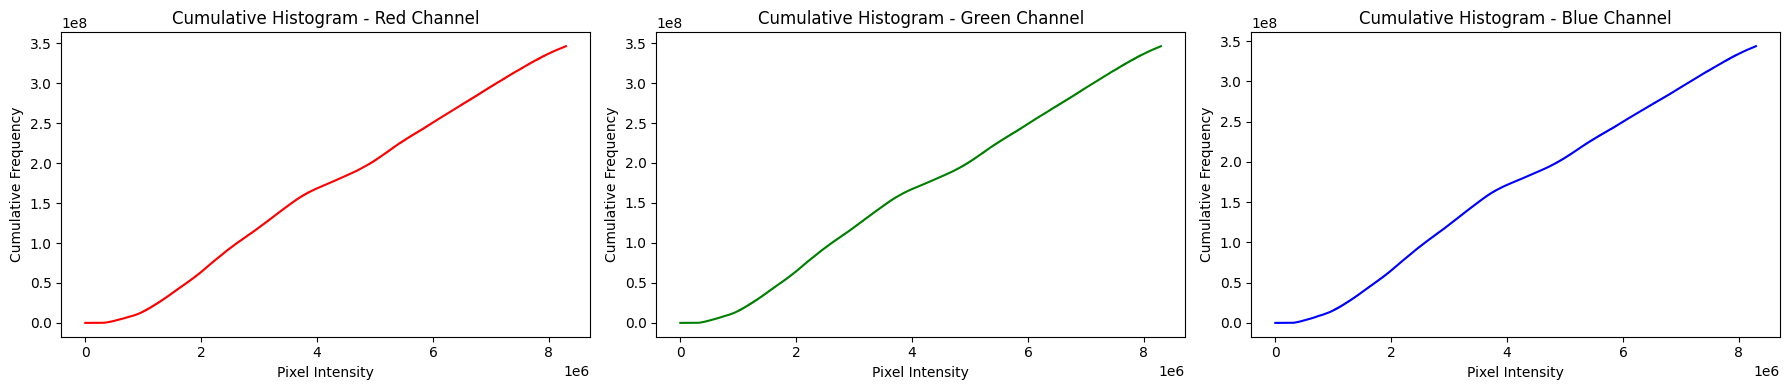 Cumulative Histogram - Red Channel
1e8
3.5
3.0
2.5
2.0
1.5
1.0
0.5
0.0
Cumulative Frequency
0 2 4 6 8
1e6
Pixel Intensity
Cumulative Histogram - Green Channel
1e8
3.5
3.0
2.5
2.0
1.5
1.0
0.5
0.0
Cumulative Frequency
0 2 4 6 8
1e6
Pixel Intensity
Cumulative Histogram - Blue Channel
1e8
3.5
3.0
2.5
2.0
1.5
1.0
0.5
0.0
Cumulative Frequency
0 2 4 6 8
1e6
Pixel Intensity